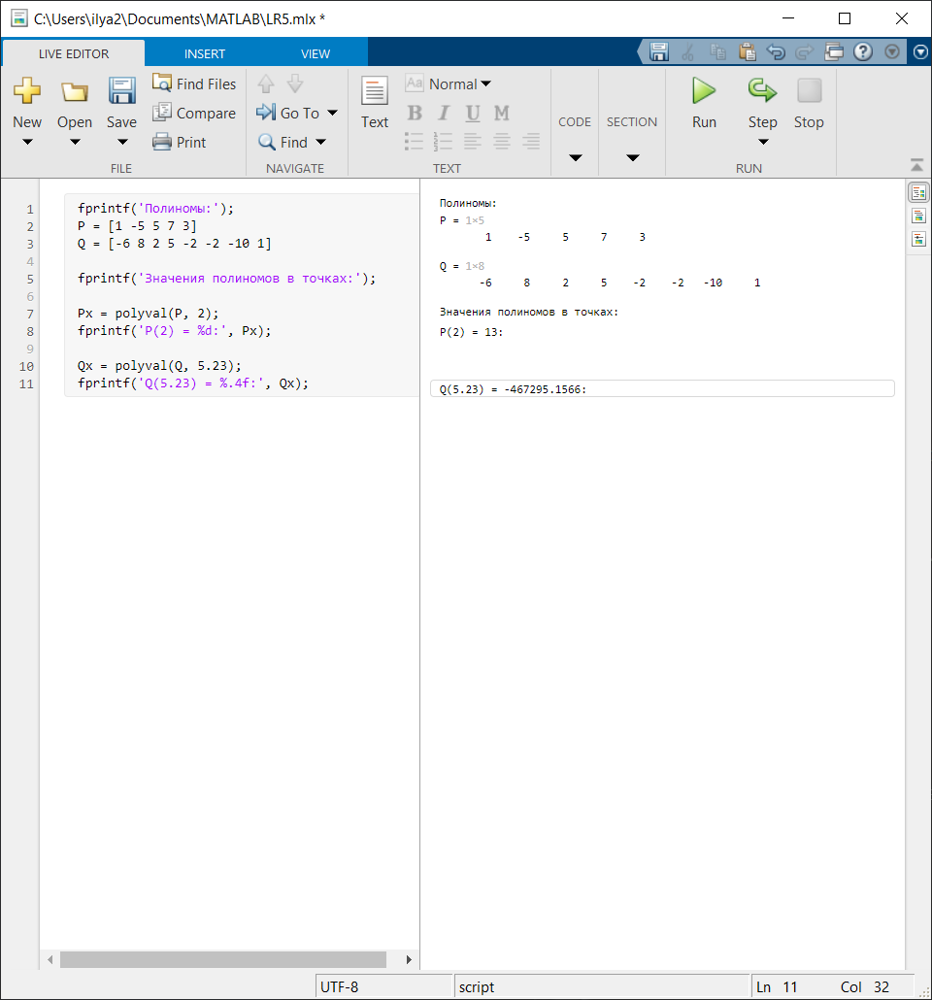 C:\Users\ilya2\Documents\MATLAB\LR5.mlx *
LIVE EDITOR INSERT VIEW
New
Open
Save
Find Files
Compare
Print
FILE
Go To
Find
NAVIGATE
Text
Aa Normal
B I U M
TEXT
CODE
SECTION
Run
Step
Stop
RUN
1 fprintf('Полиномы:');
2 P = [1 -5 5 7 3]
3 Q = [-6 8 2 5 -2 -2 -10 1]
4
5 fprintf('Значения полиномов в точках:');
6
7 Px = polyval(P, 2);
8 fprintf('P(2) = %d:', Px);
9
10 Qx = polyval(Q, 5.23);
11 fprintf('Q(5.23) = %.4f:', Qx);
Полиномы:
P = 1×5
1 -5 5 7 3
Q = 1×8
-6 8 2 5 -2 -2 -10 1
Значения полиномов в точках:
P(2) = 13:
Q(5.23) = -467295.1566:
UTF-8 script Ln 11 Col 32